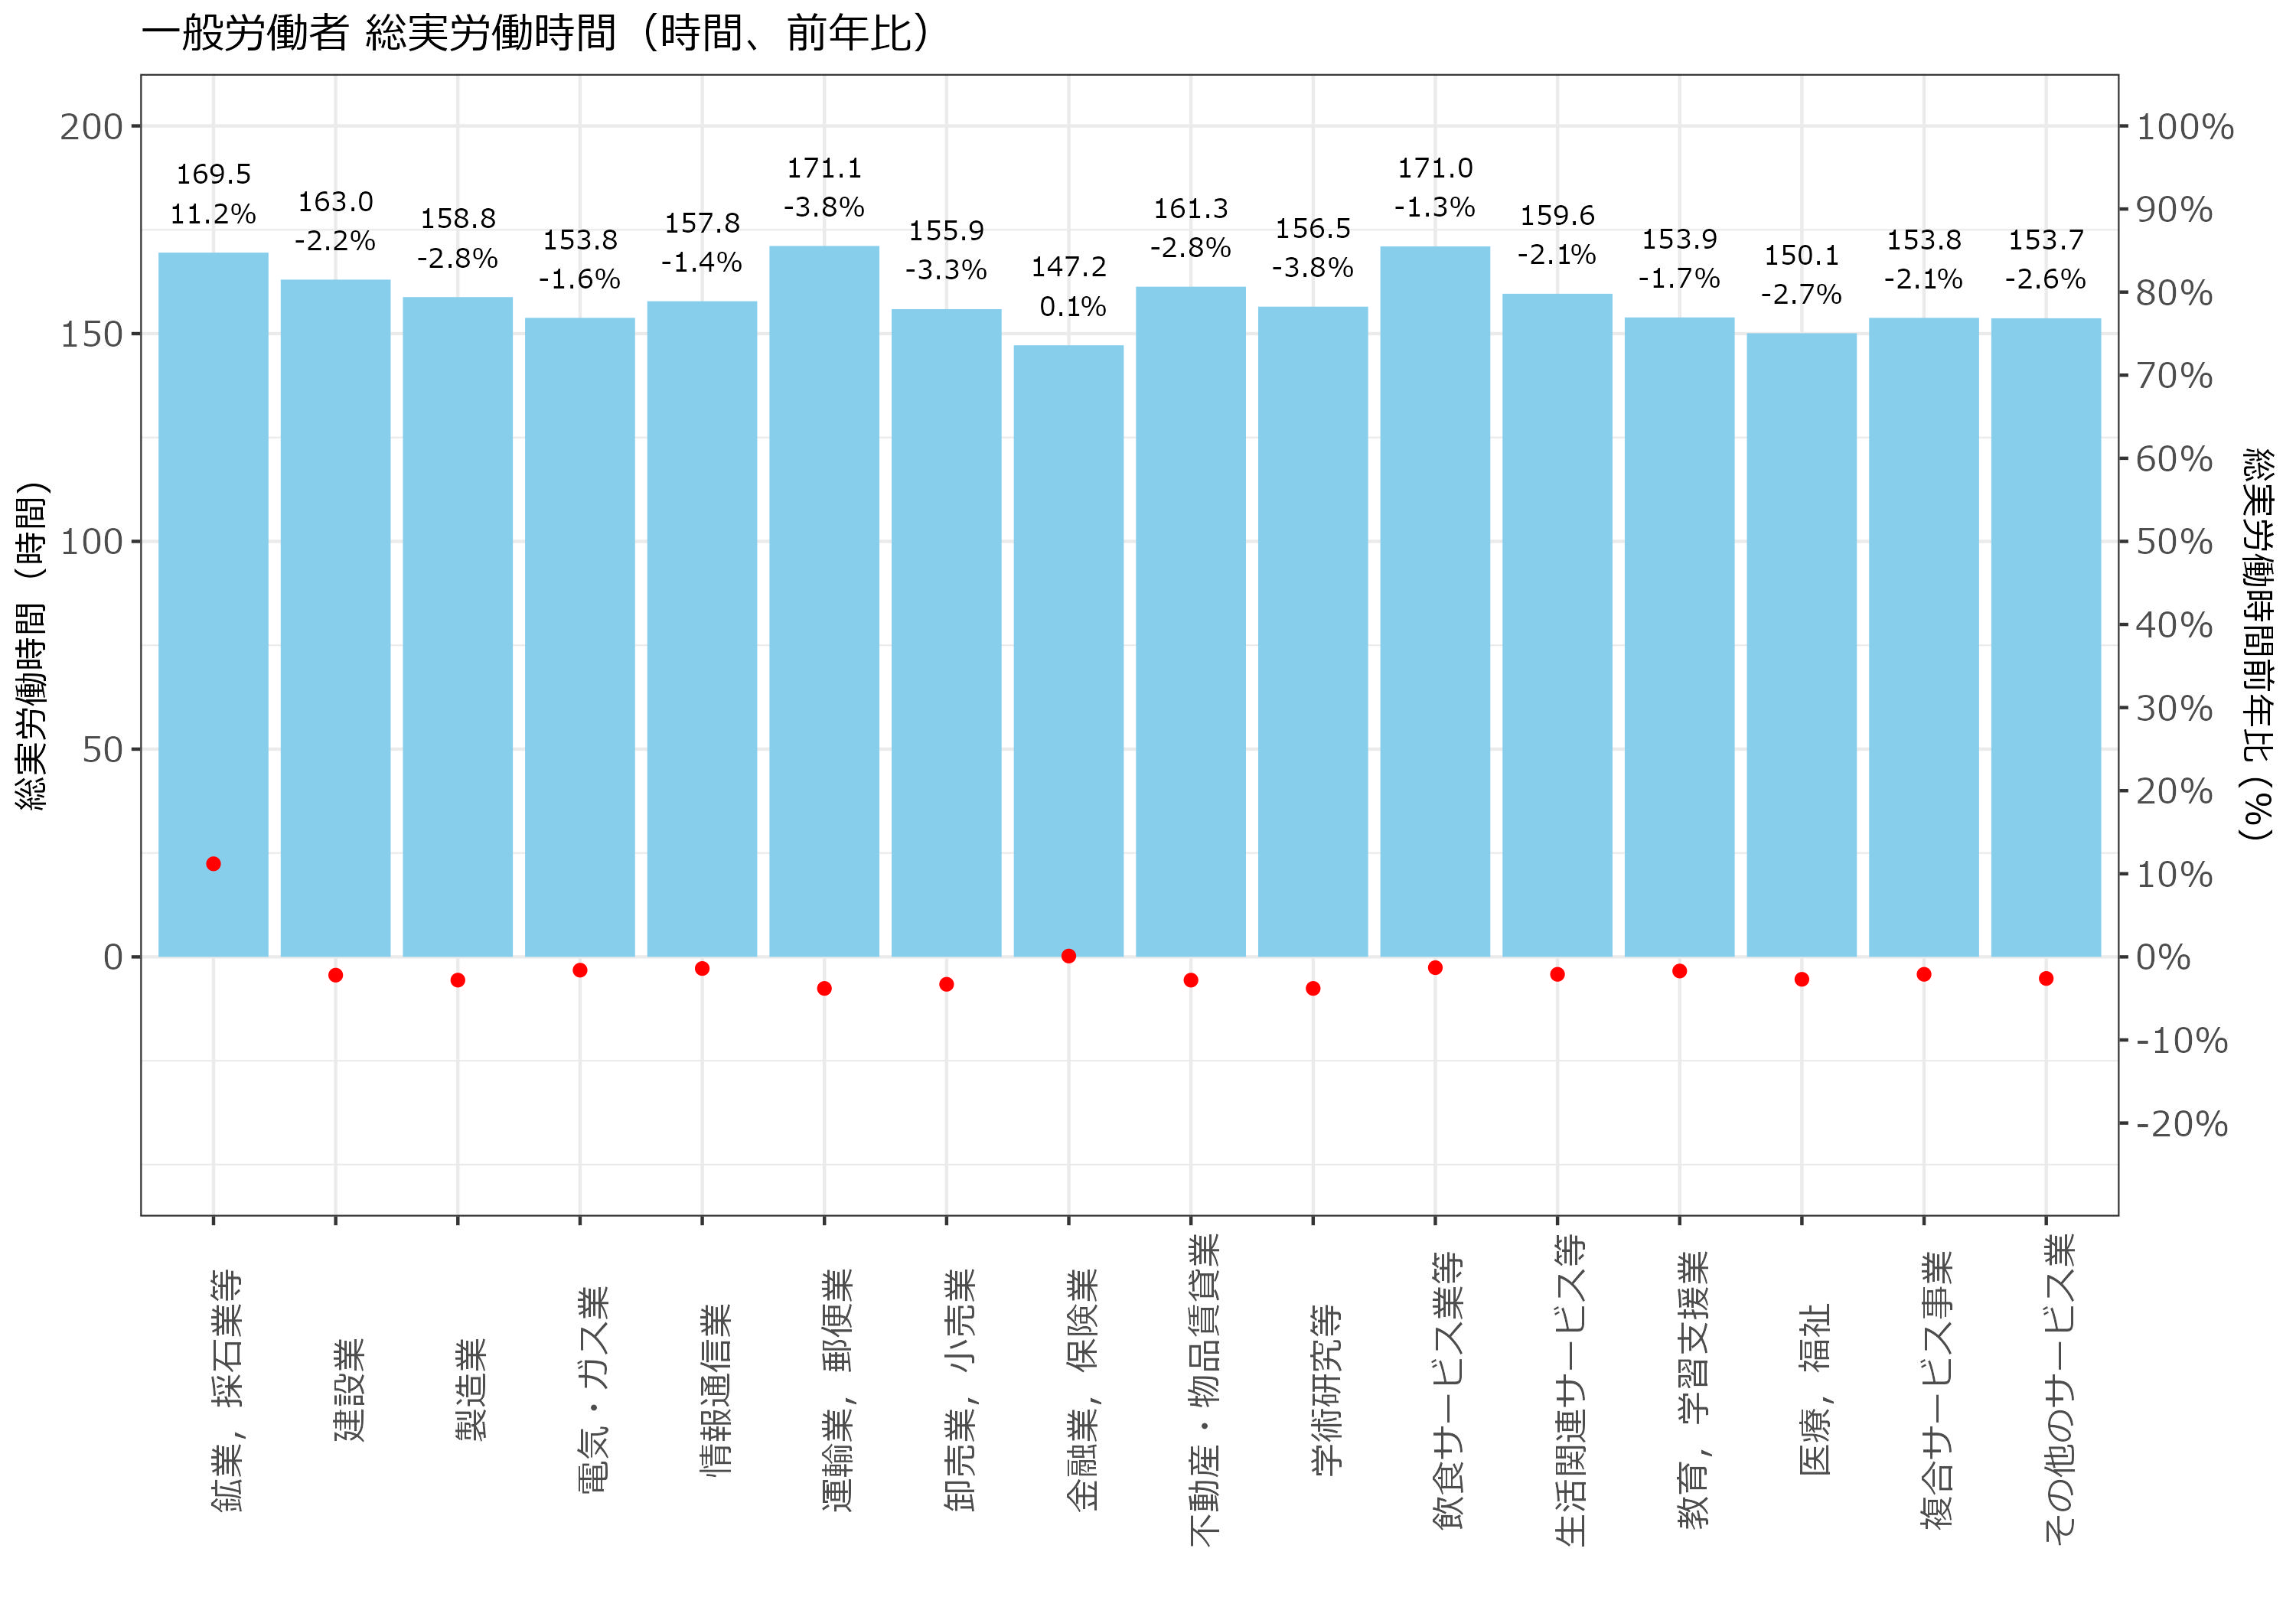 一般労働者 総実労働時間（時間、前年比）
総実労働時間（時間）
200
150
100
50
0
169.5
11.2%
163.0
-2.2%
158.8
-2.8%
153.8
-1.6%
157.8
-1.4%
171.1
-3.8%
155.9
-3.3%
147.2
0.1%
161.3
-2.8%
156.5
-3.8%
171.0
-1.3%
159.6
-2.1%
153.9
-1.7%
150.1
-2.7%
153.8
-2.1%
153.7
-2.6%
100%
90%
80%
70%
60%
50%
40%
30%
20%
10%
0%
-10%
-20%
総実労働時間前年比（%）
鉱業，採石業等
建設業
製造業
電気・ガス業
情報通信業
運輸業，郵便業
卸売業，小売業
金融業，保険業
不動産・物品賃貸業
学術研究等
飲食サービス業等
生活関連サービス等
教育，学習支援業
医療，福祉
複合サービス事業
その他のサービス業